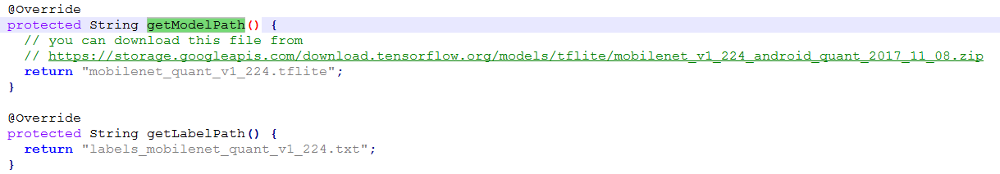 @Override
protected String getModelPath() {
// you can download this file from
// https://storage.googleapis.com/download.tensorflow.org/models/tflite/mobilenet_v1_224_android_quant_2017_11_08.zip
return "mobilenet_quant_v1_224.tflite";
}
@Override
protected String getLabelPath() {
return "labels_mobilenet_quant_v1_224.txt";
}